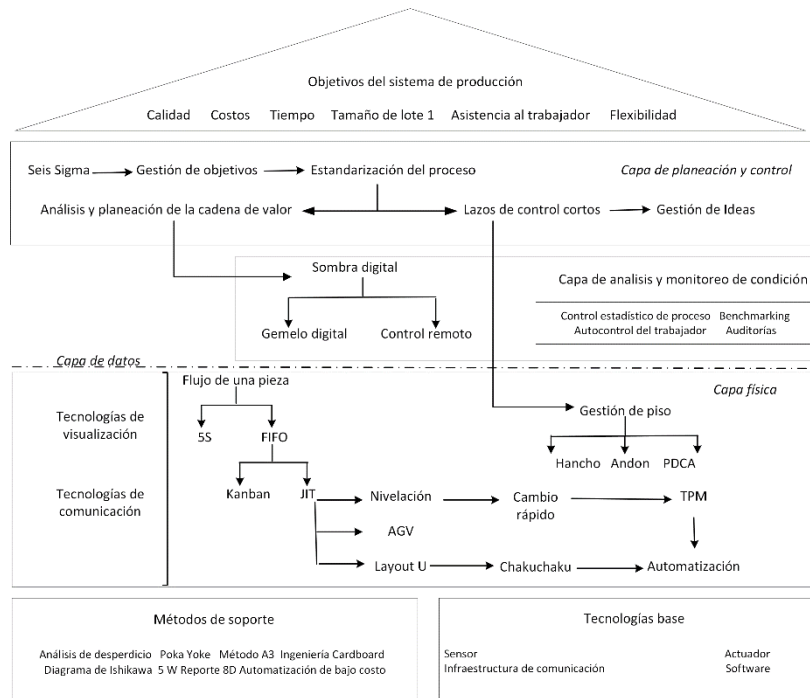 Objetivos del sistema de producción
Calidad Costos Tiempo Tamaño de lote 1 Asistencia al trabajador Flexibilidad
Seis Sigma Gestión de objetivos Estandarización del proceso Capa de planeación y control
Análisis y planeación de la cadena de valor Lazos de control cortos Gestión de Ideas
Sombra digital Capa de analisis y monitoreo de condición
Gemelo digital Control remoto
Control estadístico de proceso Benchmarking
Autocontrol del trabajador Auditorías
Capa de datos
Flujo de una pieza Capa física
Tecnologías de
visualización
5S FIFO
Gestión de piso
Hancho Andon PDCA
Tecnologías de
comunicación
Kanban JIT Nivelación Cambio
rápido
TPM
AGV
Layout U Chakuchaku Automatización
Métodos de soporte
Análisis de desperdicio Poka Yoke Método A3 Ingeniería Cardboard
Diagrama de Ishikawa 5 W Reporte 8D Automatización de bajo costo
Tecnologías base
Sensor Actuador
Infraestructura de comunicación Software